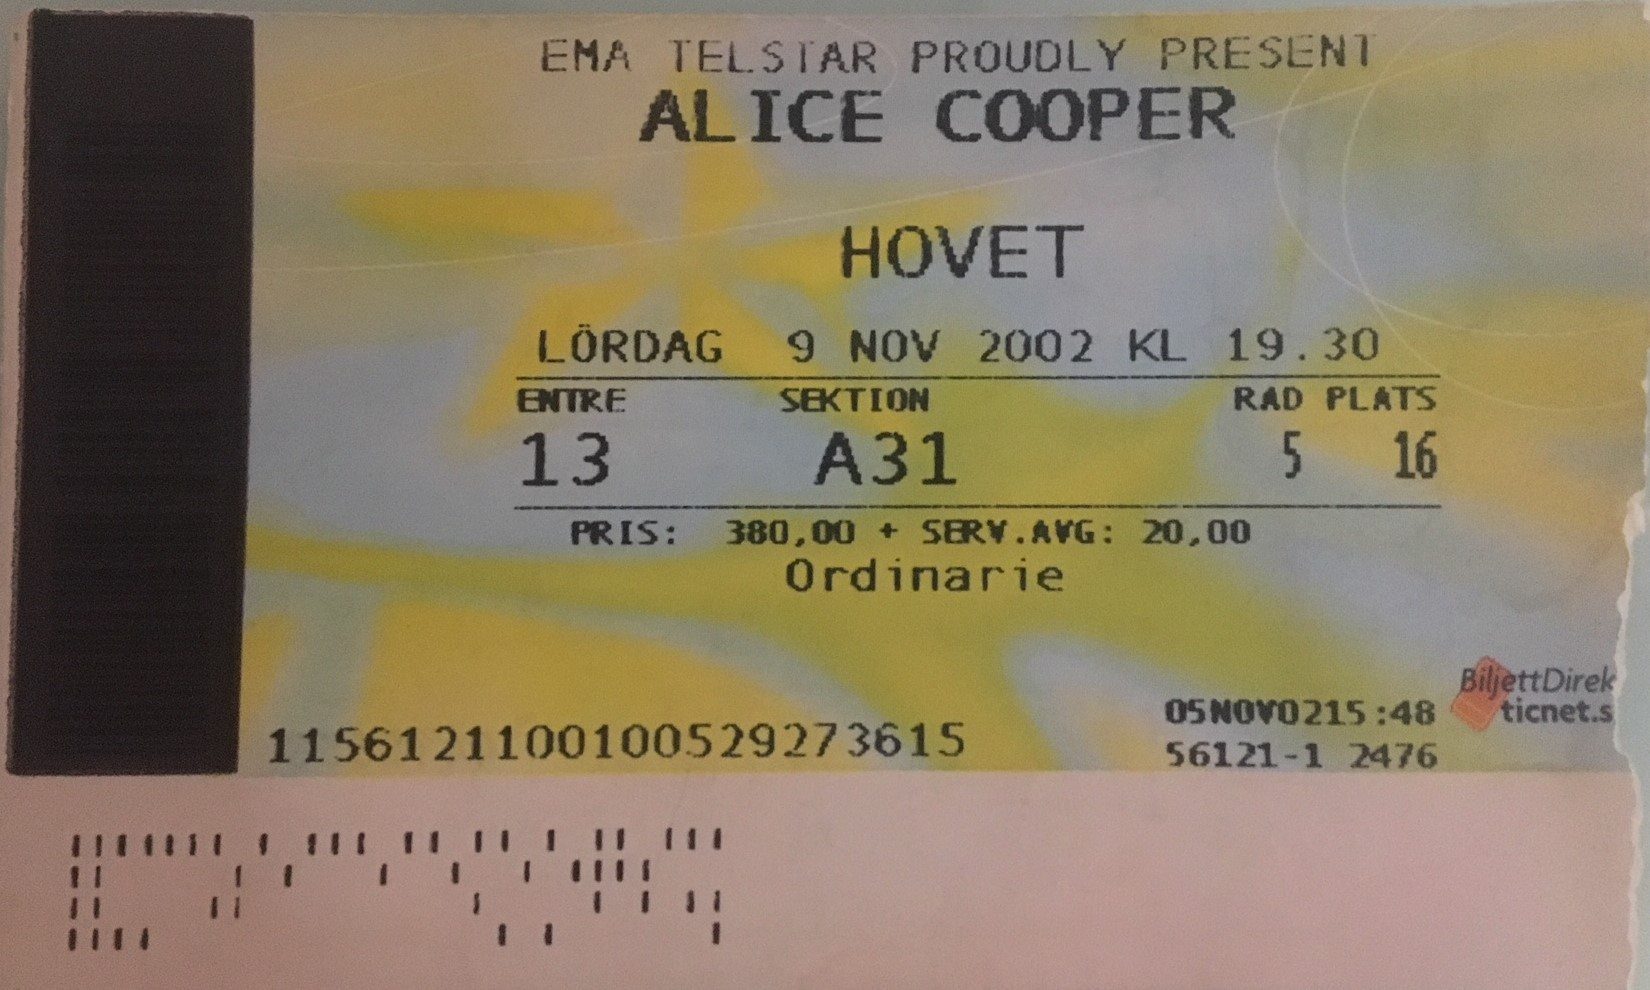 EMA TELSTAR PROUDLY PRESENT
ALICE COOPER
HOVET
LÖRDAG 9 NOV 2002 KL 19.30
ENTRE SEKTION RAD PLATS
13 A31 5 16
PRIS: 380,00 + SERV.AVG: 20,00
Ordinarie
BiljettDirek
ticnet.s
05NOV0215:48
1156121100100529273615
56121-1 2476